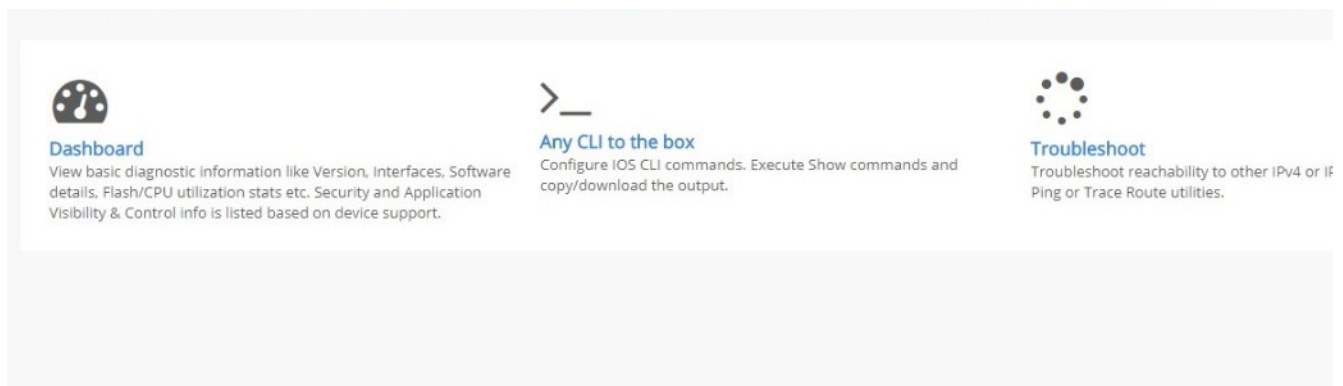 Dashboard
View basic diagnostic information like Version, Interfaces, Software
details, Flash/CPU utilization stats etc. Security and Application
Visibility & Control info is listed based on device support.
Any CLI to the box
Configure IOS CLI commands. Execute Show commands and
copy/download the output.
Troubleshoot
Troubleshoot reachability to other IPv4 or
Ping or Trace Route utilities.